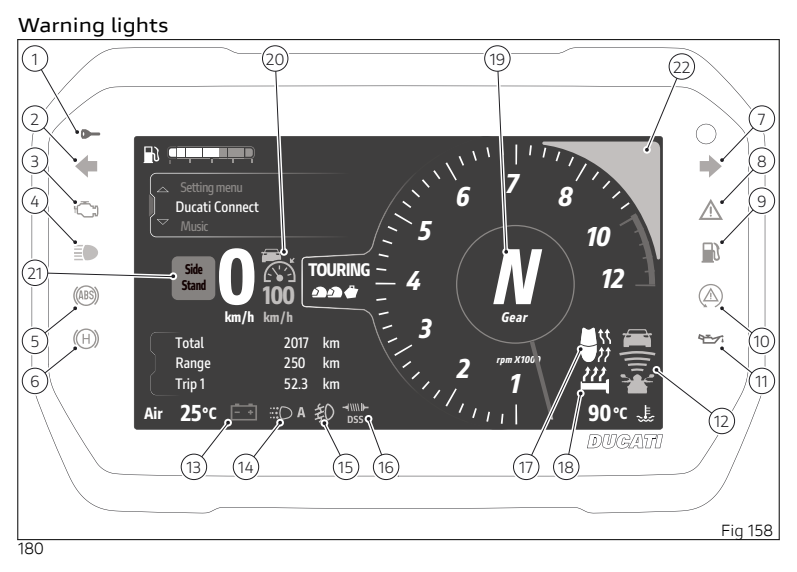 Warning lights
1
20
19
22
2
7
3
8
4
9
Setting menu
Ducati Connect
Music
7
6
8
5
10
21
Side
Stand
0
km/h
100
km/h
TOURING
4
N
Gear
12
(ABS)
5
10
3
(H)
6
11
Total 2017 km
Range 250 km
Trip 1 52.3 km
2
rpm X1000
1
12
Air 25°C
A
DSS
90°C
DUCATI
13
14
15
16
17
18
Fig 158
180